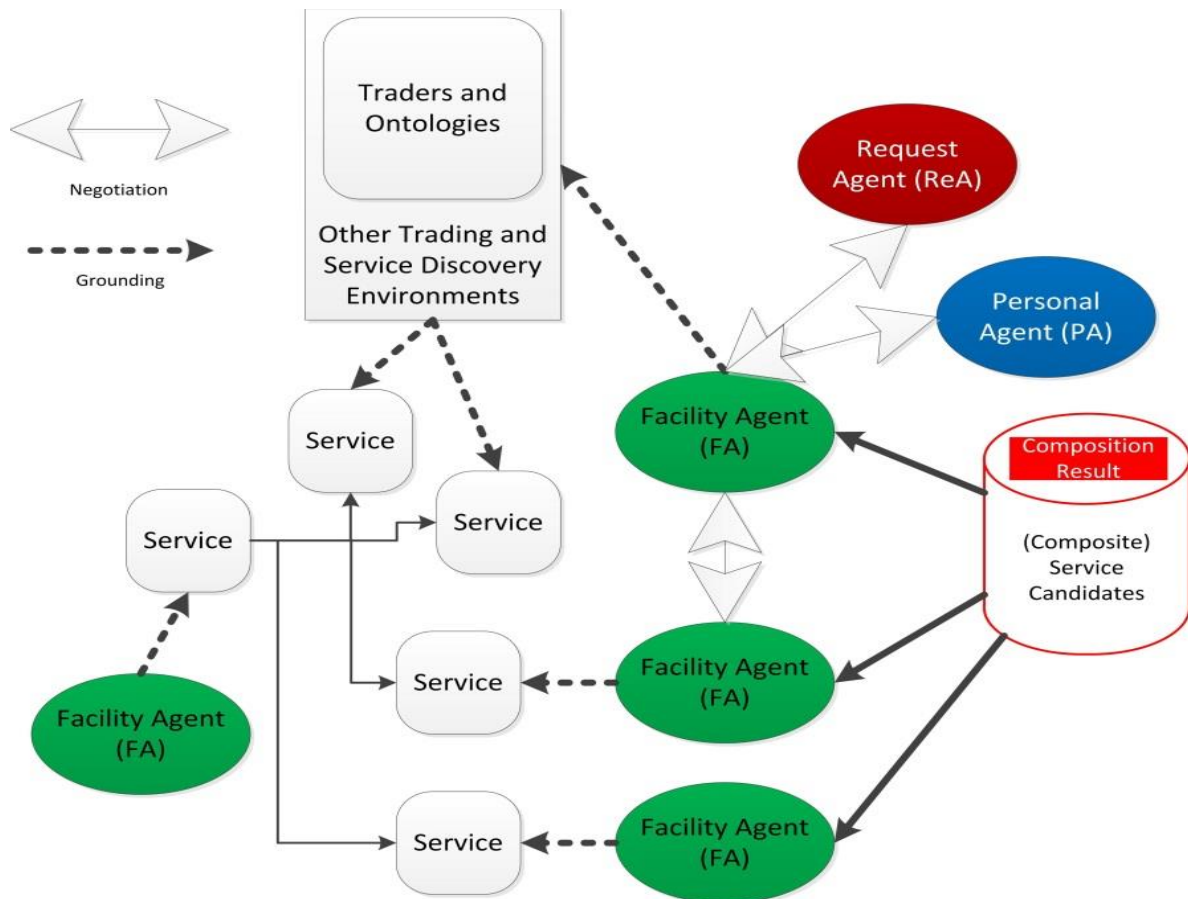 Negotiation
Grounding
Traders and
Ontologies
Other Trading and
Service Discovery
Environments
Request
Agent (ReA)
Personal
Agent (PA)
Facility Agent
(FA)
Composition
Result
(Composite)
Service
Candidates
Service
Service
Service
Facility Agent
(FA)
Service
Facility Agent
(FA)
Service
Facility Agent
(FA)